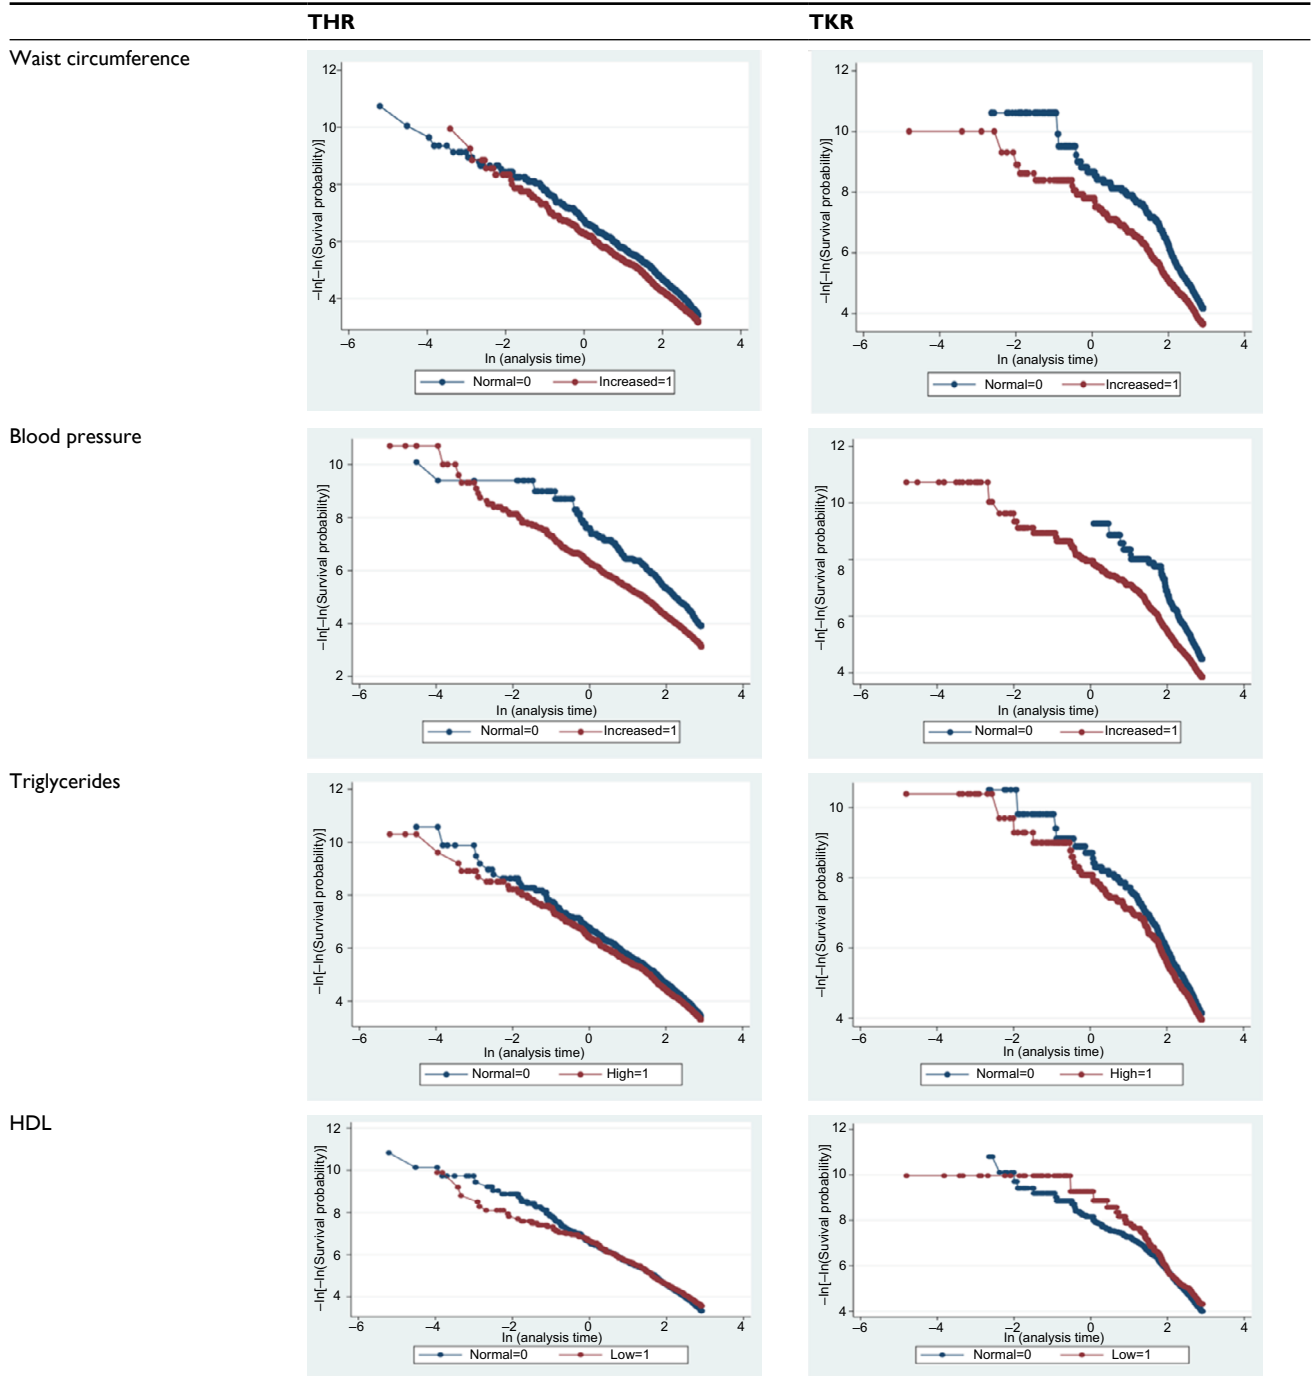 THR
TKR
Waist circumference
12
10
8
6
4
–ln[–ln(Suvival probability)]
–6 –4 –2 0 2 4
ln (analysis time)
Normal=0 Increased=1
12
10
8
6
4
–ln[–ln(Survival probability)]
–6 –4 –2 0 2 4
ln (analysis time)
Normal=0 Increased=1
Blood pressure
10
8
6
4
2
–ln[–ln(Survival probability)]
–6 –4 –2 0 2 4
ln (analysis time)
Normal=0 Increased=1
12
10
8
6
4
–ln[–ln(Survival probability)]
–6 –4 –2 0 2 4
ln (analysis time)
Normal=0 Increased=1
Triglycerides
12
10
8
6
4
–ln[–ln(Survival probability)]
–6 –4 –2 0 2 4
ln (analysis time)
Normal=0 High=1
10
8
6
4
–ln[–ln(Survival probability)]
–6 –4 –2 0 2 4
ln (analysis time)
Normal=0 High=1
HDL
12
10
8
6
4
–ln[–ln(Survival probability)]
–6 –4 –2 0 2 4
ln (analysis time)
Normal=0 Low=1
12
10
8
6
4
–ln[–ln(Suvival probability)]
–6 –4 –2 0 2 4
ln (analysis time)
Normal=0 Low=1